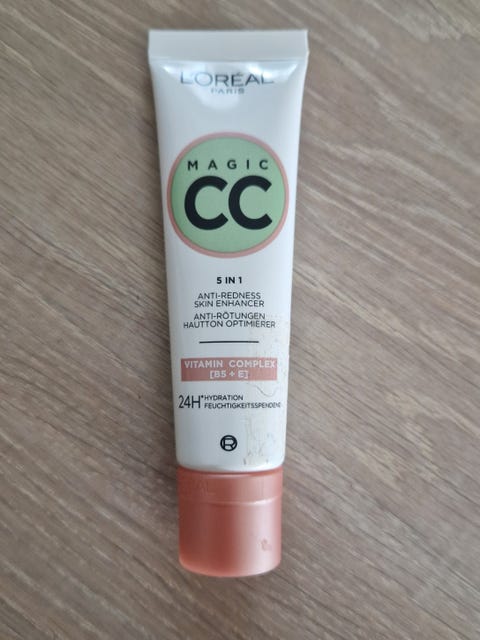 L'ORÉAL
PARIS
MAGIC
CC
5 IN 1
ANTI-REDNESS
SKIN ENHANCER
ANTI-RÖTUNGEN
HAUTTON OPTIMIERER
VITAMIN COMPLEX
[B5 + E]
24H* HYDRATION
FEUCHTIGKEITSSPENDEND